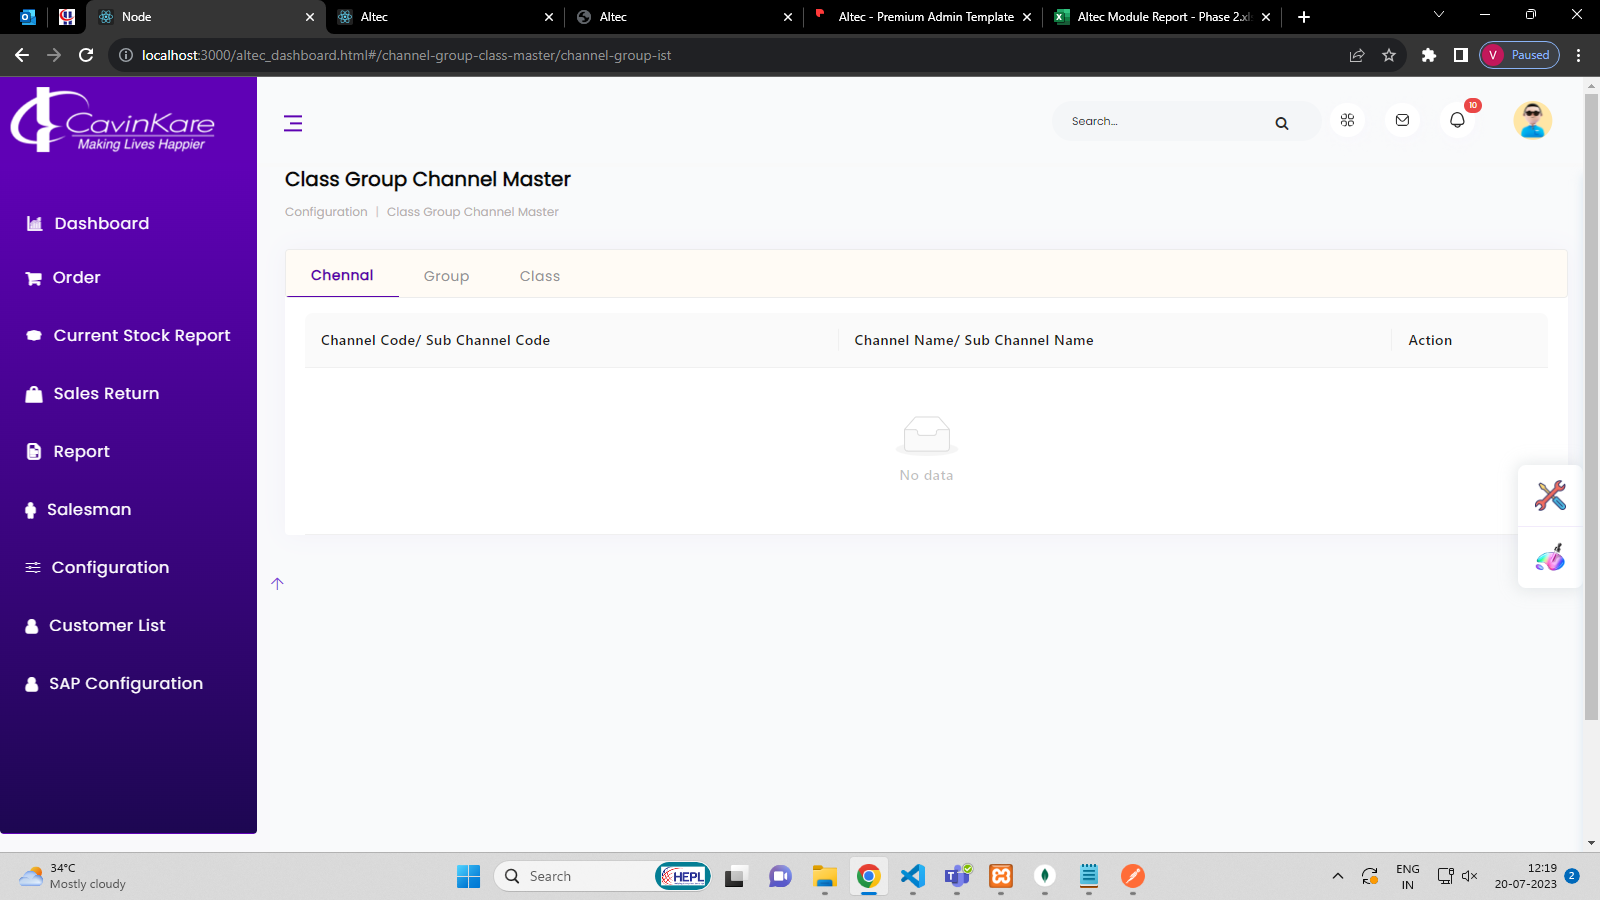 Node
Altec
Altec
Altec - Premium Admin Template
Altec Module Report - Phase 2.xls
localhost:3000/altec_dashboard.html#/channel-group-class-master/channel-group-ist
V
Paused
CavinKare
Making Lives Happier
Search...
10
Class Group Channel Master
Configuration | Class Group Channel Master
Dashboard
Order
Current Stock Report
Sales Return
Report
Salesman
Configuration
Customer List
SAP Configuration
Chennal
Group
Class
Channel Code/ Sub Channel Code
Channel Name/ Sub Channel Name
Action
No data
34°C
Mostly cloudy
Search
HEPL
ENG
IN
12:19
20-07-2023
2